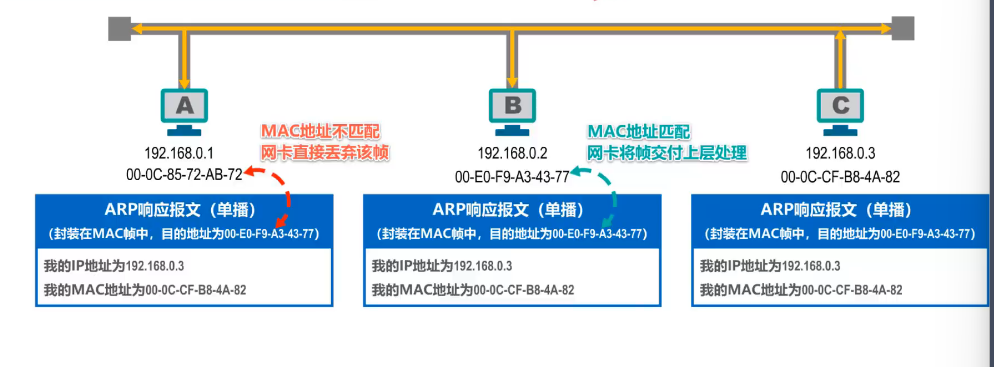 A
B
C
MAC地址不匹配
网卡直接丢弃该帧
MAC地址匹配
网卡将帧交付上层处理
192.168.0.1
00-0C-85-72-AB-72
192.168.0.2
00-E0-F9-A3-43-77
192.168.0.3
00-0C-CF-B8-4A-82
ARP响应报文（单播）
（封装在MAC帧中，目的地址为00-E0-F9-A3-43-77）
我的IP地址为192.168.0.3
我的MAC地址为00-0C-CF-B8-4A-82
ARP响应报文（单播）
（封装在MAC帧中，目的地址为00-E0-F9-A3-43-77）
我的IP地址为192.168.0.3
我的MAC地址为00-0C-CF-B8-4A-82
ARP响应报文（单播）
（封装在MAC帧中，目的地址为00-E0-F9-A3-43-77）
我的IP地址为192.168.0.3
我的MAC地址为00-0C-CF-B8-4A-82